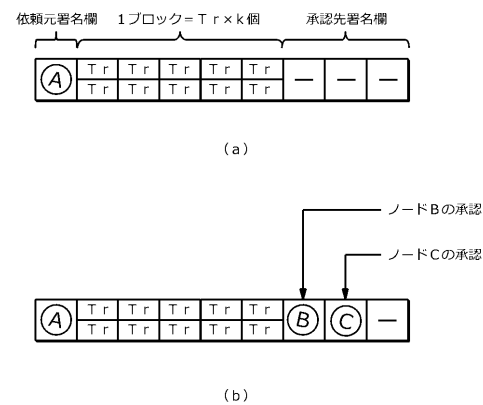 依頼元署名欄 １ブロック＝Ｔｒ×ｋ個 承認先署名欄
A Ｔｒ Ｔｒ Ｔｒ Ｔｒ Ｔｒ － － －
Ｔｒ Ｔｒ Ｔｒ Ｔｒ Ｔｒ
（ａ）
ノードＢの承認
ノードＣの承認
A Ｔｒ Ｔｒ Ｔｒ Ｔｒ Ｔｒ B C －
Ｔｒ Ｔｒ Ｔｒ Ｔｒ Ｔｒ
（ｂ）